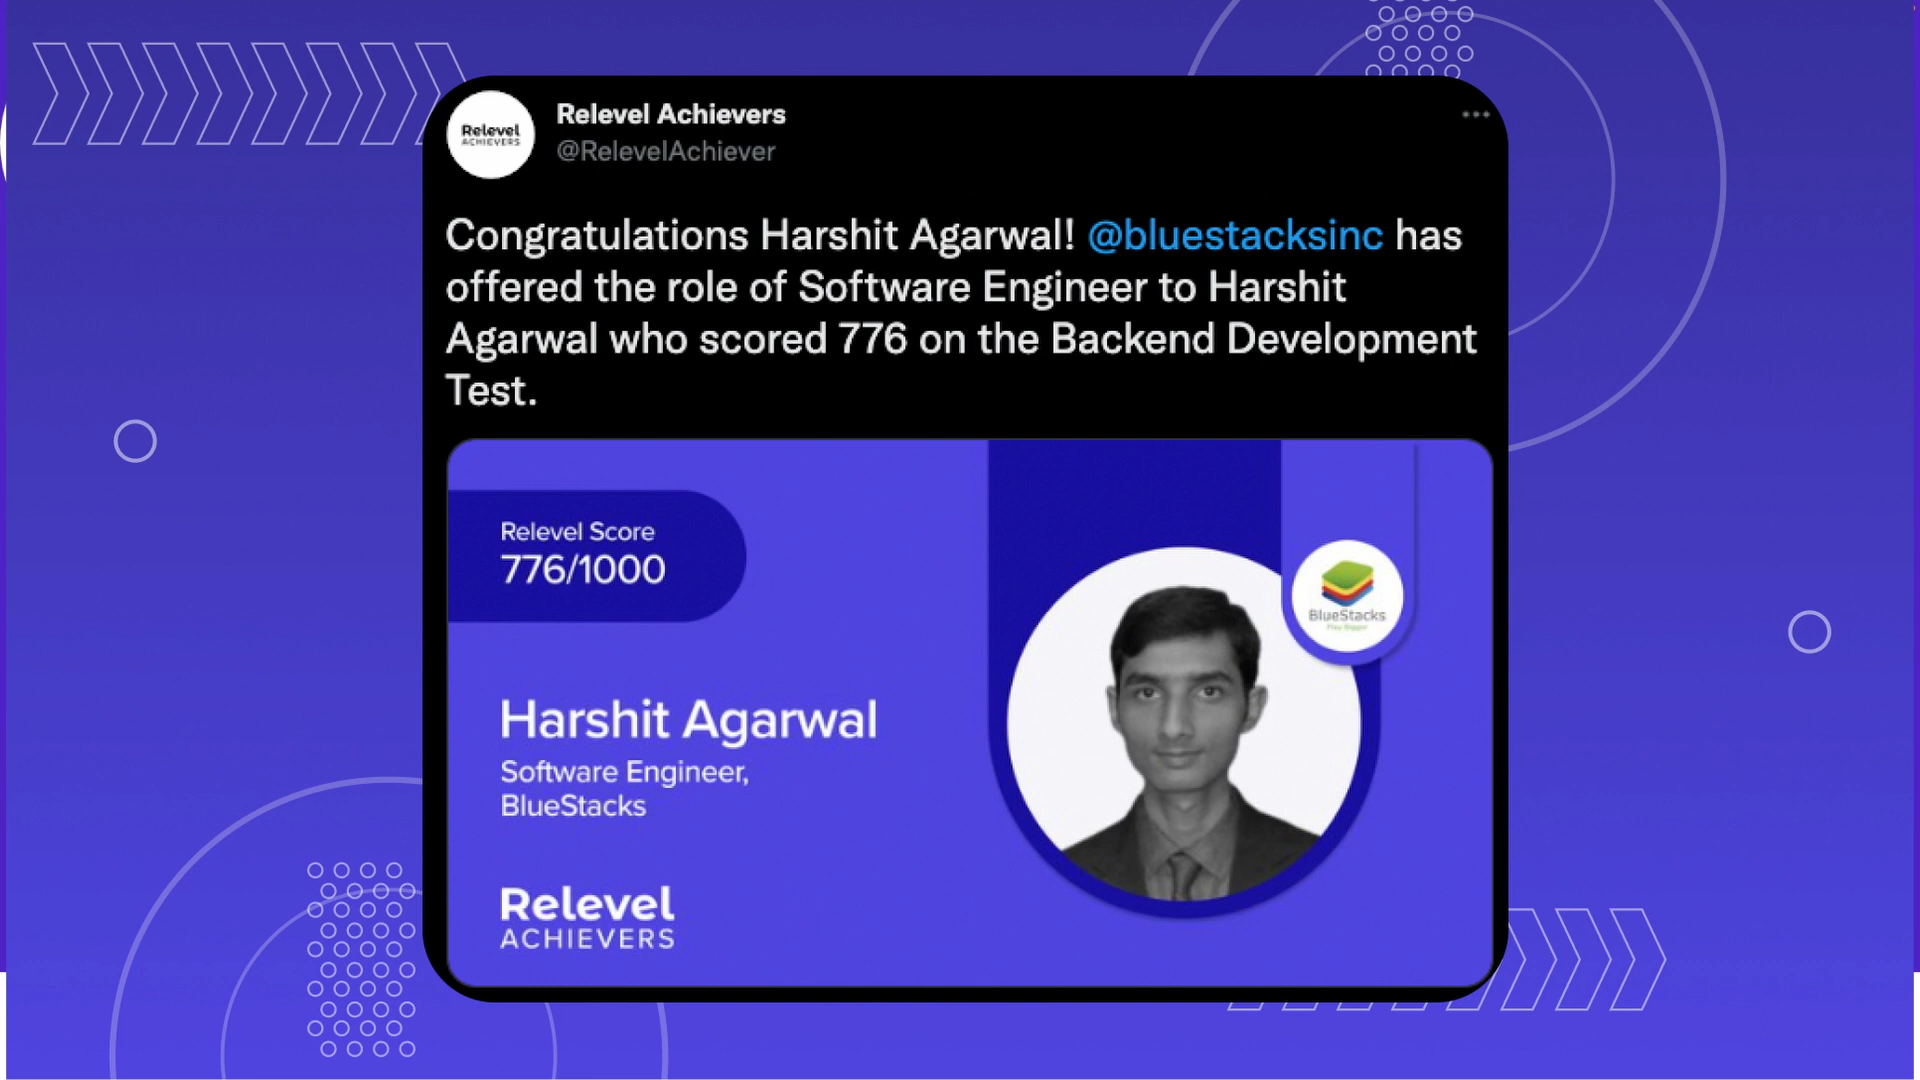 Relevel
ACHIEVERS
Relevel Achievers
@RelevelAchiever
Congratulations Harshit Agarwal! @bluestacksinc has
offered the role of Software Engineer to Harshit
Agarwal who scored 776 on the Backend Development
Test.
Relevel Score
776/1000
BlueStacks
Play Bigger
Harshit Agarwal
Software Engineer,
BlueStacks
Relevel
ACHIEVERS